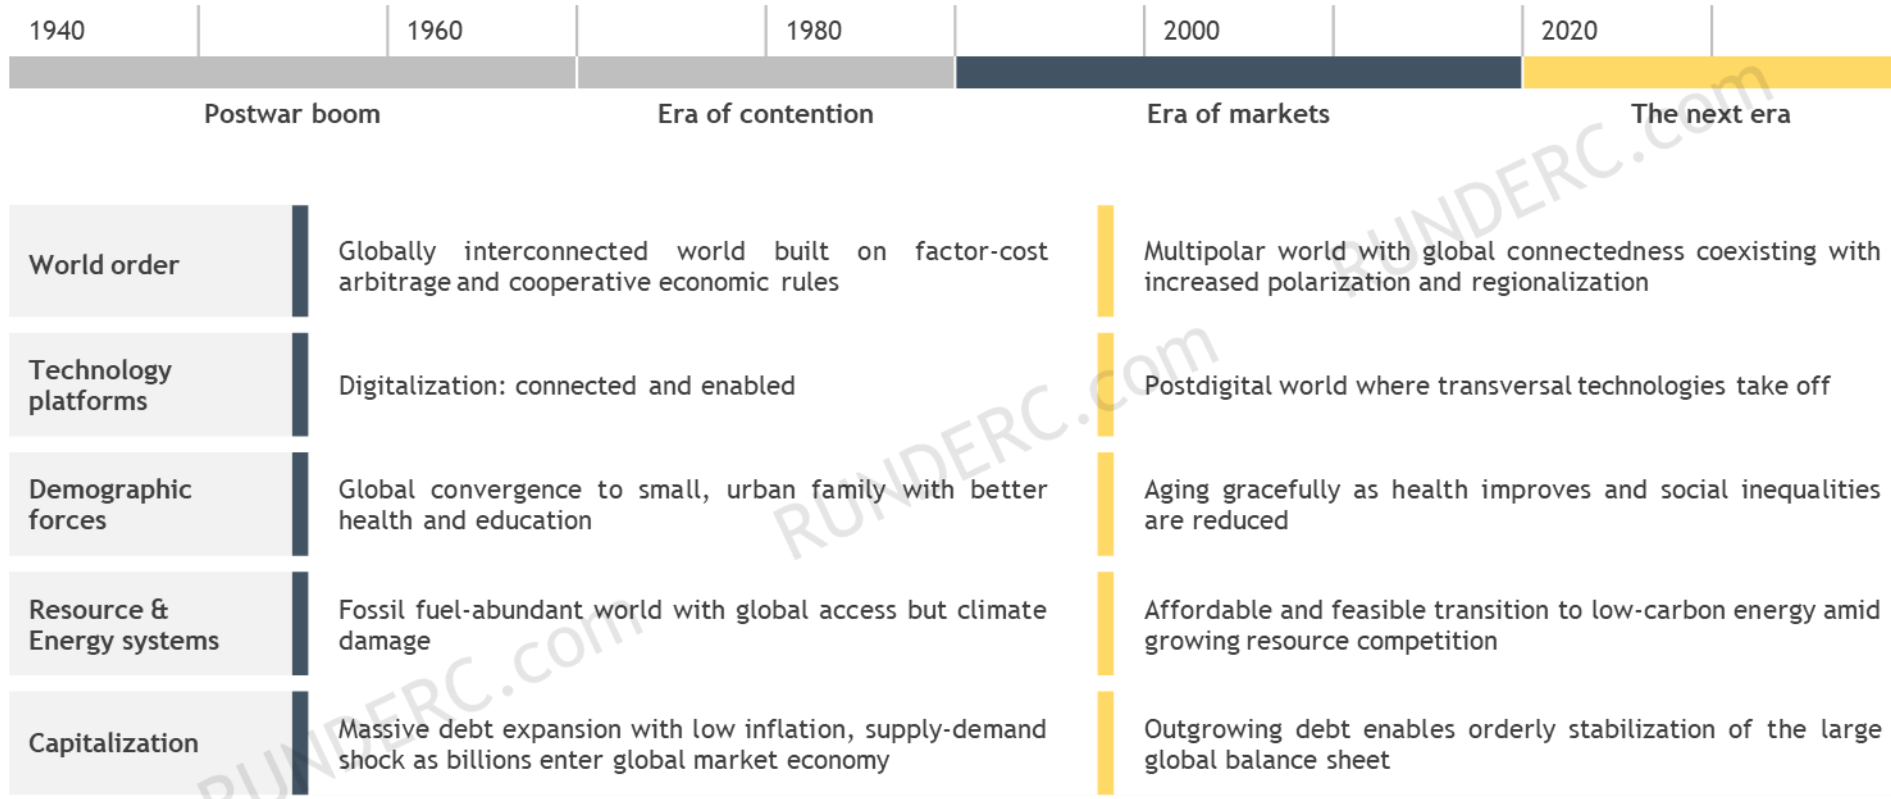 1940 1960 1980 2000 2020
Postwar boom Era of contention Era of markets The next era
World order
Globally interconnected world built on factor-cost
arbitrage and cooperative economic rules
Multipolar world with global connectedness coexisting with
increased polarization and regionalization
Technology
platforms
Digitalization: connected and enabled
Postdigital world where transversal technologies take off
Demographic
forces
Global convergence to small, urban family with better
health and education
Aging gracefully as health improves and social inequalities
are reduced
Resource &
Energy systems
Fossil fuel-abundant world with global access but climate
damage
Affordable and feasible transition to low-carbon energy amid
growing resource competition
Capitalization
Massive debt expansion with low inflation, supply-demand
shock as billions enter global market economy
Outgrowing debt enables orderly stabilization of the large
global balance sheet
RUNDERC.com
RUNDERC.com
RUNDERC.com